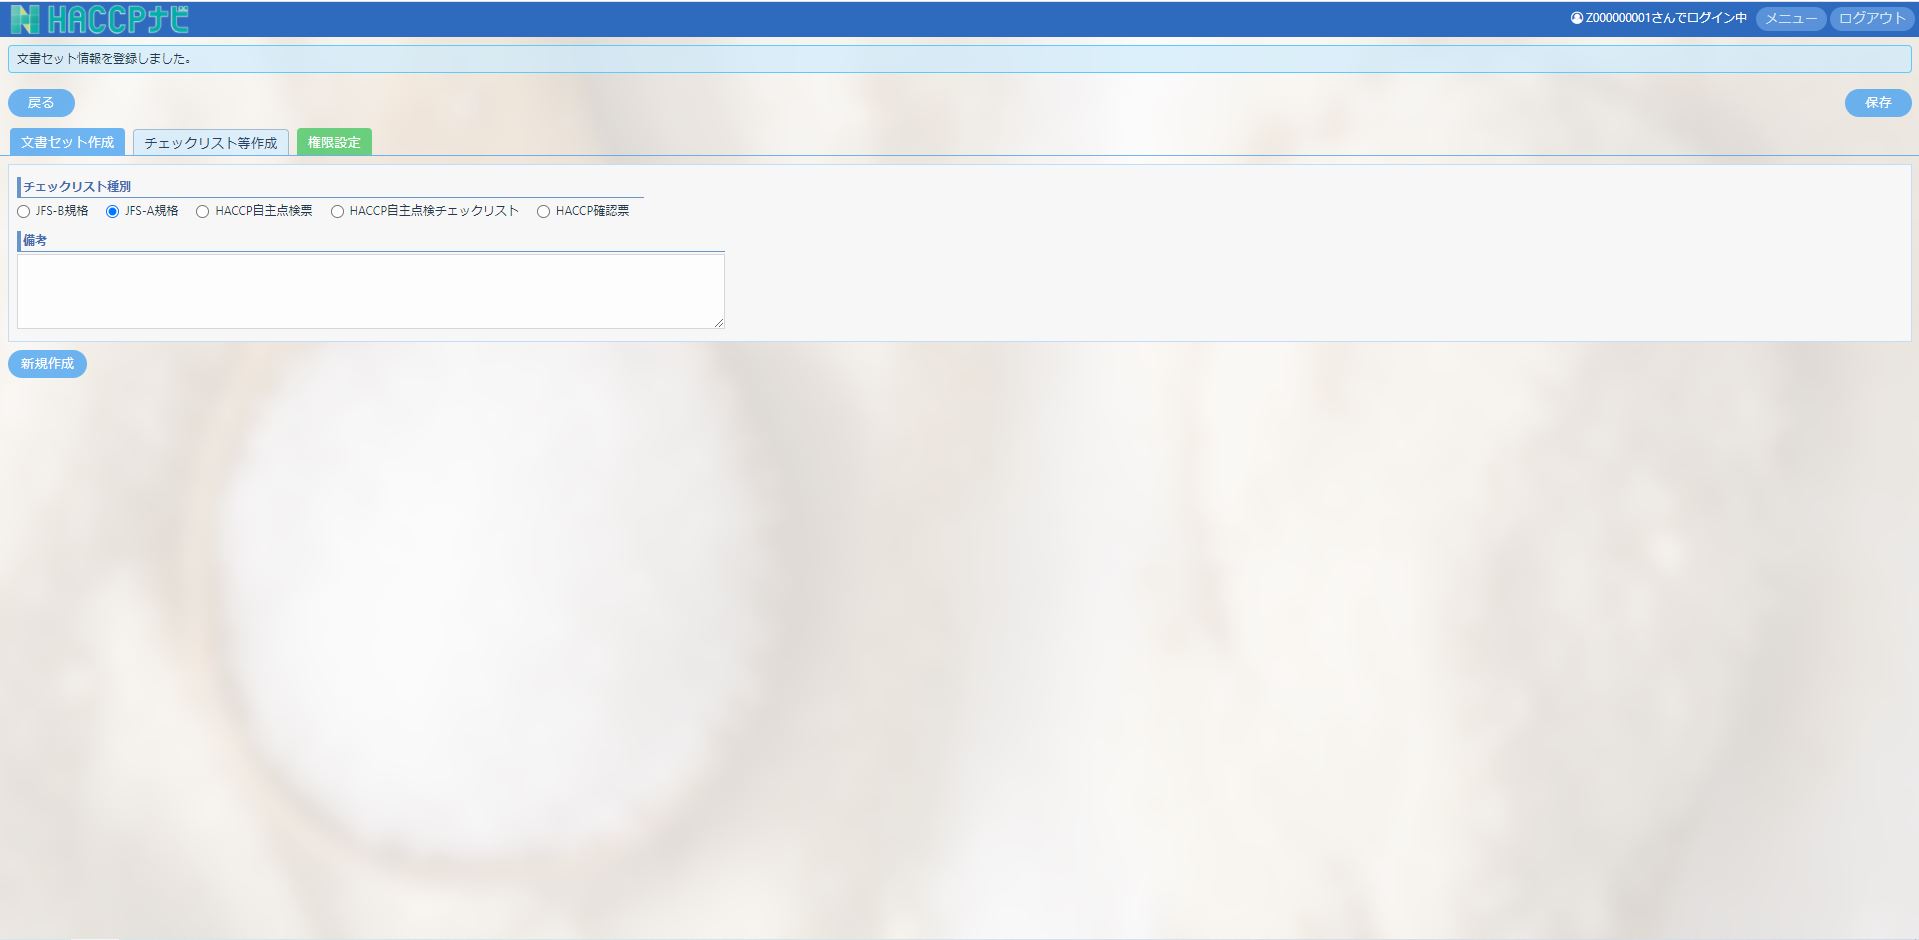 HACCPナビ
Z000000001さんでログイン中 メニュー ログアウト
文書セット情報を登録しました。
戻る 保存
文書セット作成 チェックリスト等作成 権限設定
チェックリスト種別
JFS-B規格 JFS-A規格 HACCP自主点検票 HACCP自主点検チェックリスト HACCP確認票
備考
新規作成